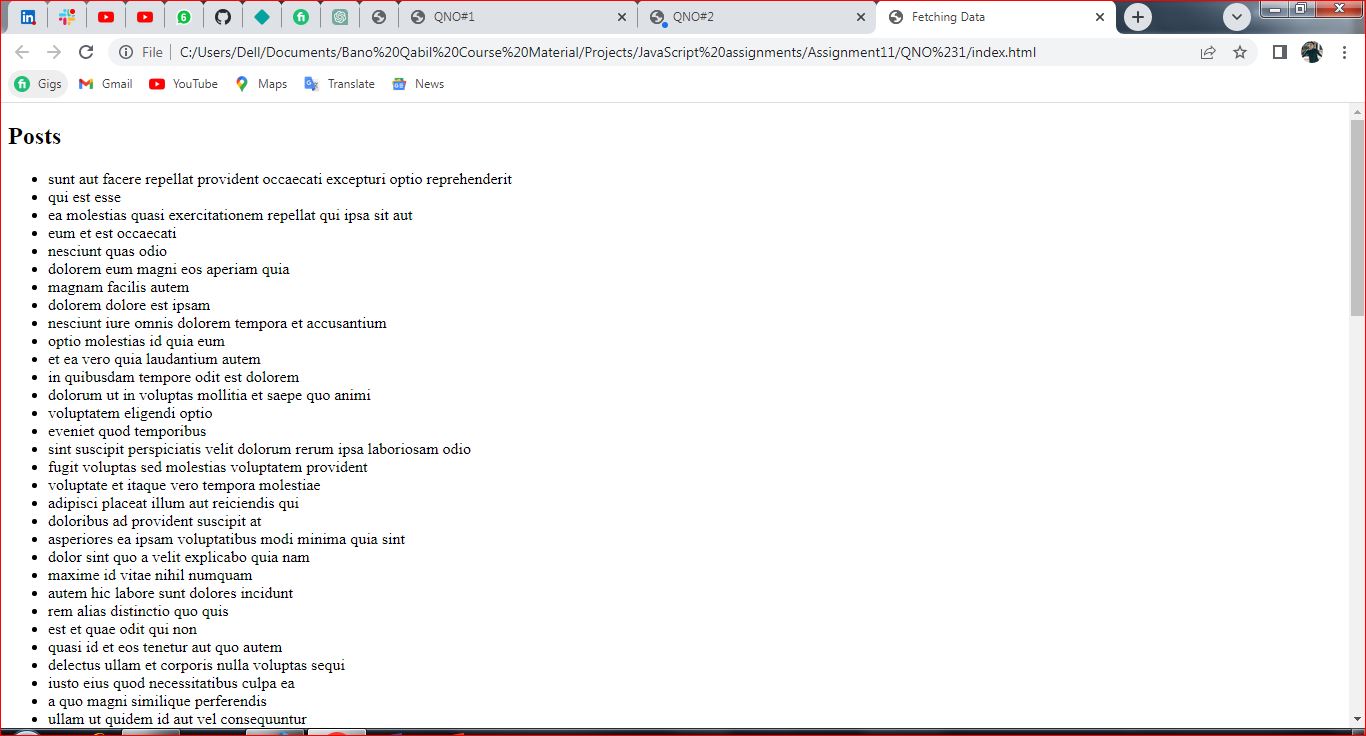 in
6
QNO#1
QNO#2
Fetching Data
File
C:/Users/Dell/Documents/Bano%20Qabil%20Course%20Material/Projects/JavaScript%20assignments/Assignment11/QNO%231/index.html
fi Gigs
Gmail
YouTube
Maps
Translate
News
Posts
sunt aut facere repellat provident occaecati excepturi optio reprehenderit
qui est esse
ea molestias quasi exercitationem repellat qui ipsa sit aut
eum et est occaecati
nesciunt quas odio
dolorem eum magni eos aperiam quia
magnam facilis autem
dolorem dolore est ipsam
nesciunt iure omnis dolorem tempora et accusantium
optio molestias id quia eum
et ea vero quia laudantium autem
in quibusdam tempore odit est dolorem
dolorum ut in voluptas mollitia et saepe quo animi
voluptatem eligendi optio
eveniet quod temporibus
sint suscipit perspiciatis velit dolorum rerum ipsa laboriosam odio
fugit voluptas sed molestias voluptatem provident
voluptate et itaque vero tempora molestiae
adipisci placeat illum aut reiciendis qui
doloribus ad provident suscipit at
asperiores ea ipsam voluptatibus modi minima quia sint
dolor sint quo a velit explicabo quia nam
maxime id vitae nihil numquam
autem hic labore sunt dolores incidunt
rem alias distinctio quo quis
est et quae odit qui non
quasi id et eos tenetur aut quo autem
delectus ullam et corporis nulla voluptas sequi
iusto eius quod necessitatibus culpa ea
a quo magni similique perferendis
ullam ut quidem id aut vel consequuntur